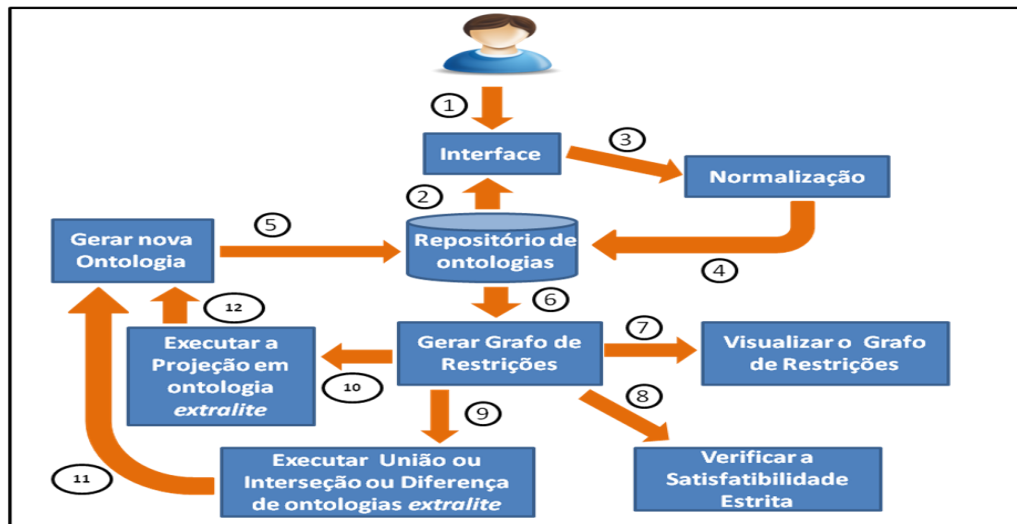 1
Interface
3
Normalização
2
Repositório de
ontologias
4
Gerar nova
Ontologia
5
6
Gerar Grafo de
Restrições
7
Visualizar o Grafo
de Restrições
12
Executar a
Projeção em
ontologia
extralite
10
9
8
11
Executar União ou
Interseção ou Diferença
de ontologias extralite
Verificar a
Satisfatibilidade
Estrita